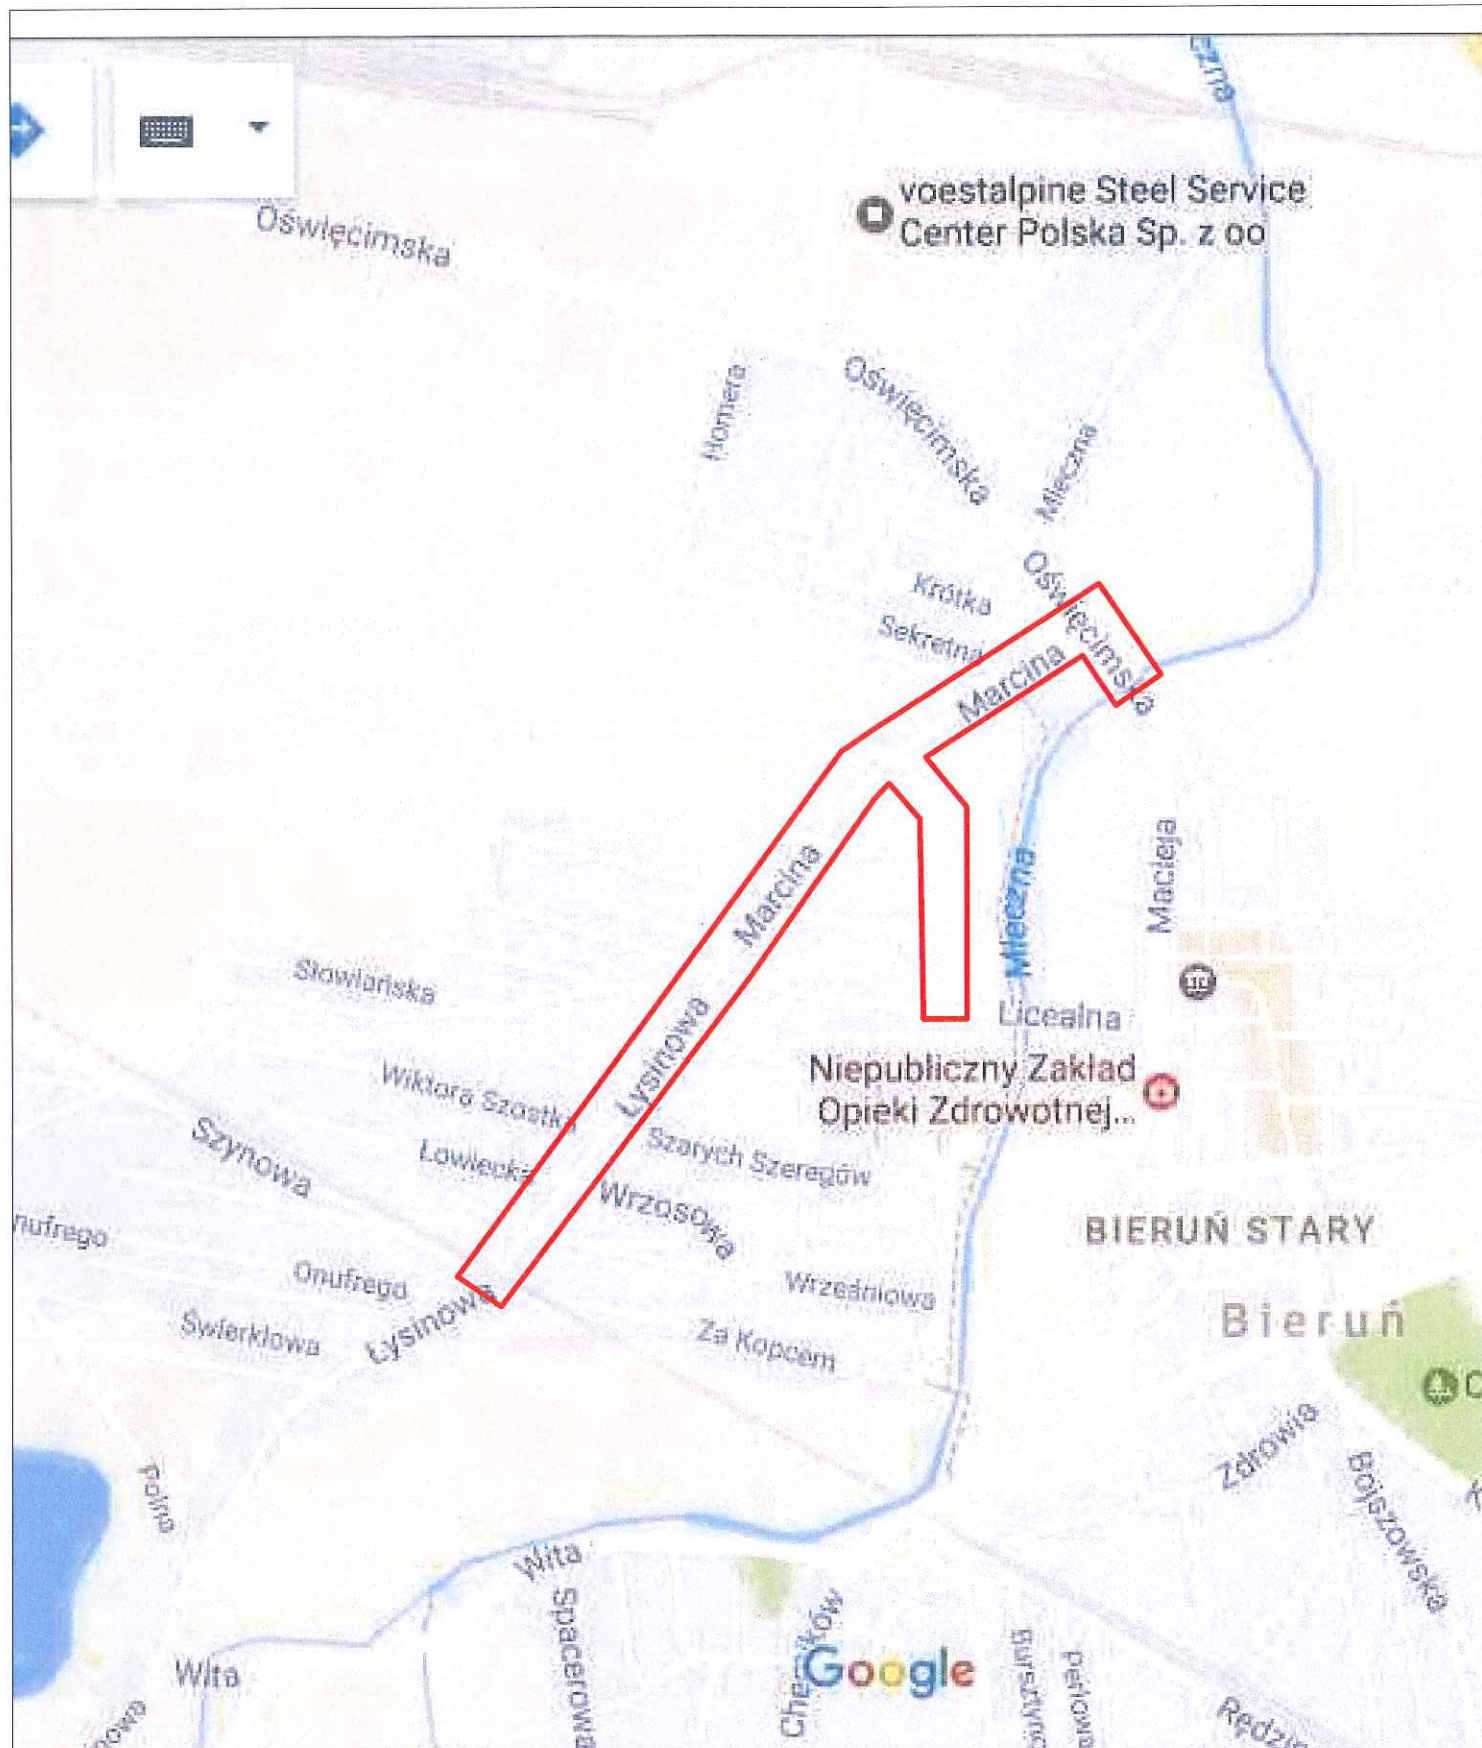 voestalpine Steel Service
Center Polska Sp. z oo
Oświęcimska
Oświęcimska
Homera
Mleczna
Oświęcimska
Krótka
Sekretna
Marcina
Marcina
Macieja
Mleczna
Słowiańska
Łysinowa
Licealna
Niepubliczny Zakład
Opieki Zdrowotnej...
Wiktora Szostka
Szynowa
Łowiecka
Szarych Szeregów
Wrzosowa
nufrego
BIERUŃ STARY
Onufrego
Łysinowa
Wrześniowa
Bieruń
Świerklowa
Za Kopcem
Zdrowia
polna
Bojszowska
Wita
Spacerowa
Google
Wita